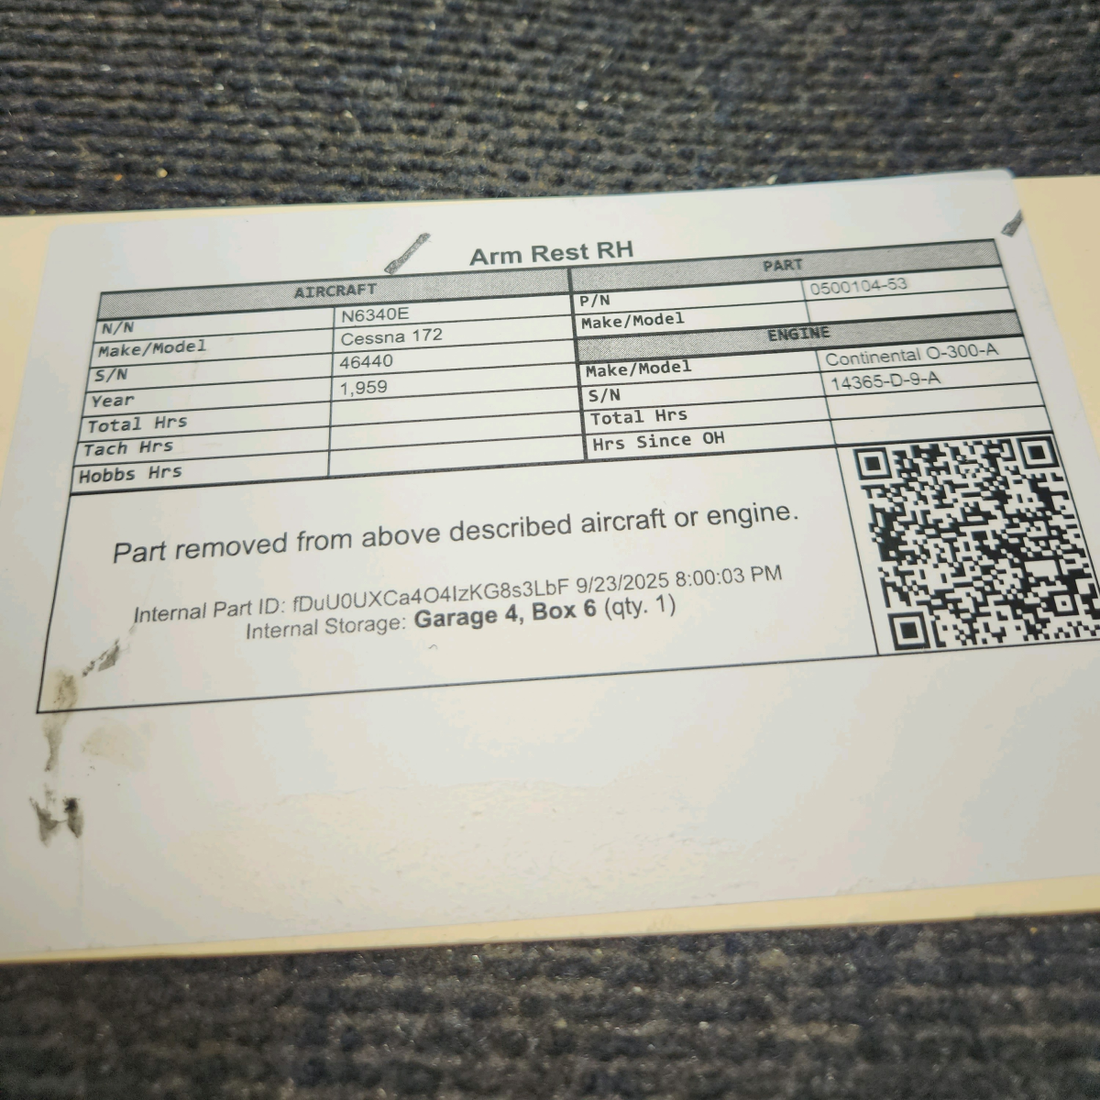 Arm Rest RH
AIRCRAFT
N/N N6340E
Make/Model Cessna 172
S/N 46440
Year 1,959
Total Hrs
Tach Hrs
Hobbs Hrs
PART
P/N 0500104-53
Make/Model
ENGINE
Make/Model Continental O-300-A
S/N 14365-D-9-A
Total Hrs
Hrs Since OH
Part removed from above described aircraft or engine.
Internal Part ID: fDuU0UXCa4O4IzKG8s3LbF 9/23/2025 8:00:03 PM
Internal Storage: Garage 4, Box 6 (qty. 1)